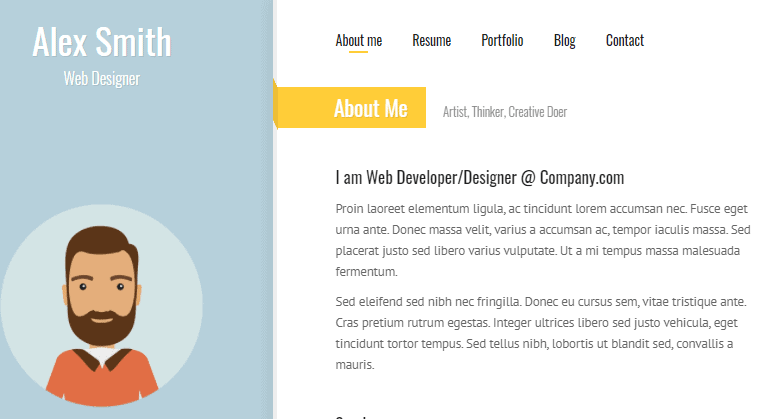 Alex Smith
Web Designer
About me Resume Portfolio Blog Contact
About Me
Artist, Thinker, Creative Doer
I am Web Developer/Designer @ Company.com
Proin laoreet elementum ligula, ac tincidunt lorem accumsan nec. Fusce eget
urna ante. Donec massa velit, varius a accumsan ac, tempor iaculis massa. Sed
placerat justo sed libero varius vulputate. Ut a mi tempus massa malesuada
fermentum.
Sed eleifend sed nibh nec fringilla. Donec eu cursus sem, vitae tristique ante.
Cras pretium rutrum egestas. Integer ultrices libero sed justo vehicula, eget
tincidunt tortor tempus. Sed tellus nibh, lobortis ut blandit sed, convallis a
mauris.